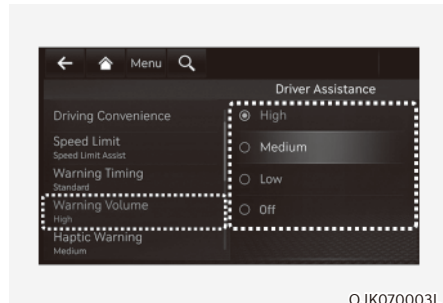 Menu
Driver Assistance
Driving Convenience
Speed Limit
Speed Limit Assist
Warning Timing
Standard
Warning Volume
High
Haptic Warning
Medium
High
Medium
Low
Off
OJK070003L